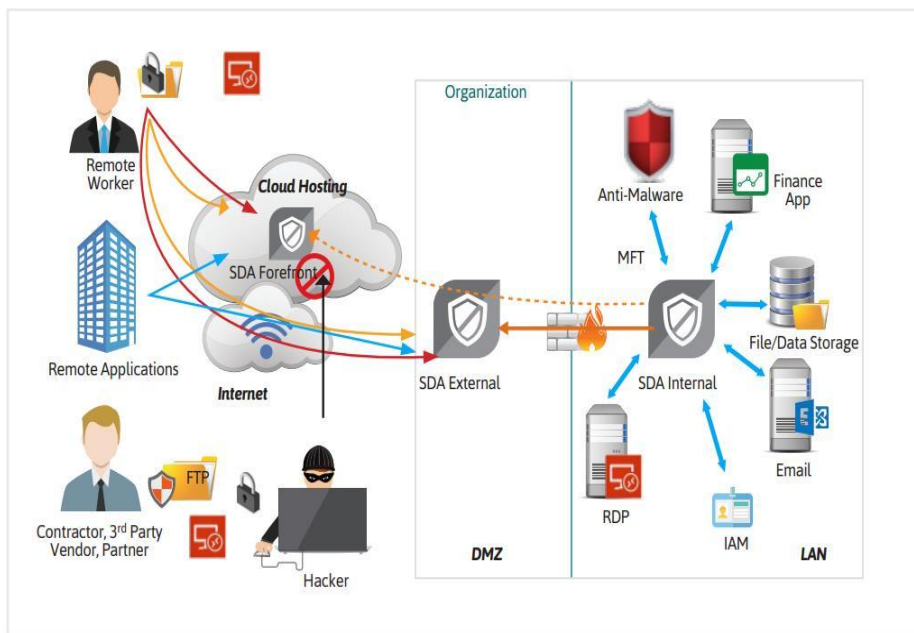 Organization
Remote
Worker
Cloud Hosting
SDA Forefront
Anti-Malware
Finance
App
MFT
Remote Applications
Internet
SDA External
SDA Internal
File/Data Storage
Email
FTP
Contractor, 3rd Party
Vendor, Partner
Hacker
RDP
IAM
DMZ
LAN